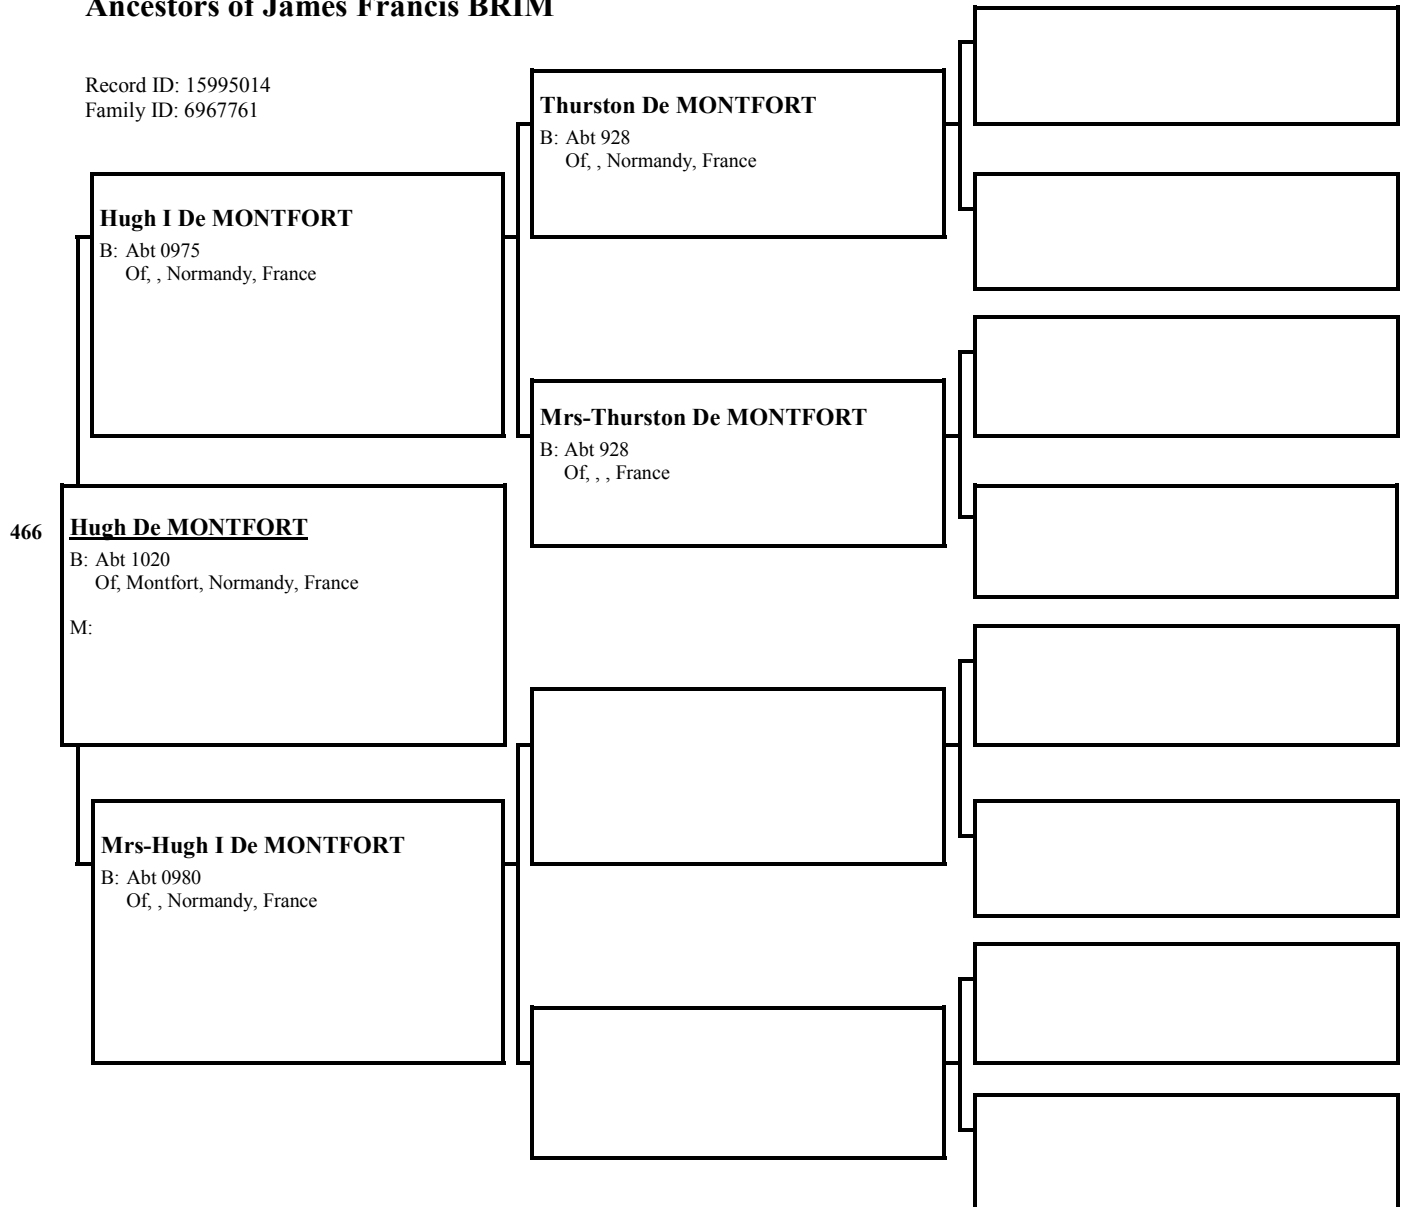 Ancestors of James Francis BRIM
Record ID: 15995014
Family ID: 6967761
Thurston De MONTFORT
B: Abt 928
Of, , Normandy, France
Hugh I De MONTFORT
B: Abt 0975
Of, , Normandy, France
Mrs-Thurston De MONTFORT
B: Abt 928
Of, , , France
466
Hugh De MONTFORT
B: Abt 1020
Of, Montfort, Normandy, France
M:
Mrs-Hugh I De MONTFORT
B: Abt 0980
Of, , Normandy, France